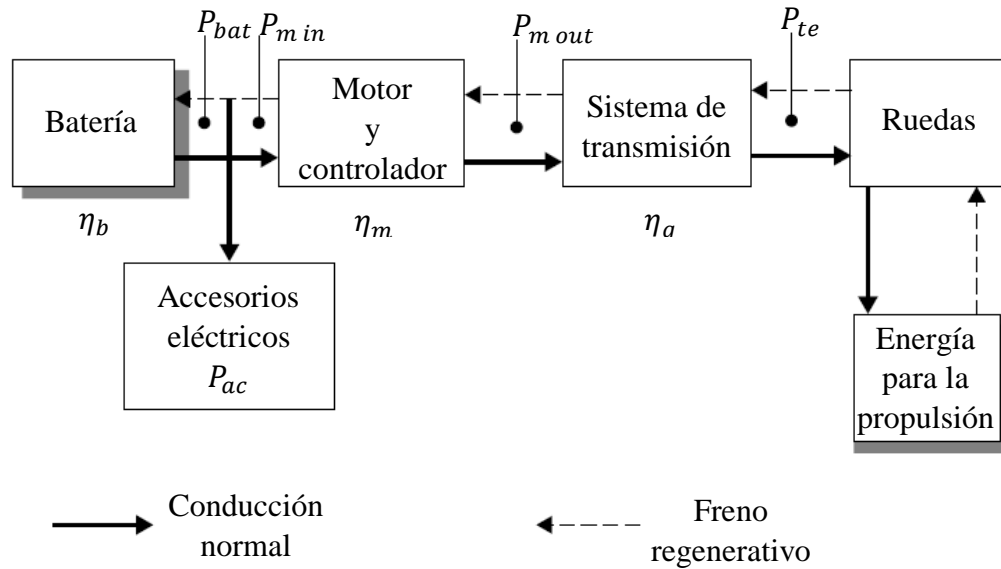 P_bat P_m in
P_m out
P_te
Batería
Motor
y
controlador
Sistema de
transmisión
Ruedas
η_b
η_m
η_a
Accesorios
eléctricos
P_ac
Energía
para la
propulsión
Conducción
normal
Freno
regenerativo